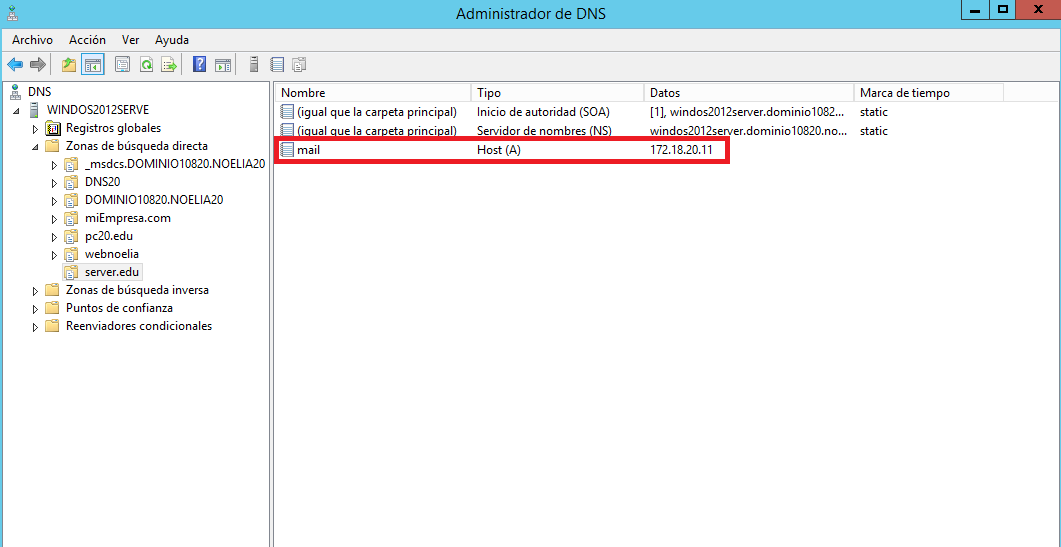 Administrador de DNS
Archivo Acción Ver Ayuda
DNS
WINDOS2012SERVE
Registros globales
Zonas de búsqueda directa
_msdcs.DOMINIO10820.NOELIA20
DNS20
DOMINIO10820.NOELIA20
miEmpresa.com
pc20.edu
webnoelia
server.edu
Zonas de búsqueda inversa
Puntos de confianza
Reenviadores condicionales
Nombre Tipo Datos Marca de tiempo
(igual que la carpeta principal) Inicio de autoridad (SOA) [1], windos2012server.dominio1082... static
(igual que la carpeta principal) Servidor de nombres (NS) windos2012server.dominio10820.no... static
mail Host (A) 172.18.20.11